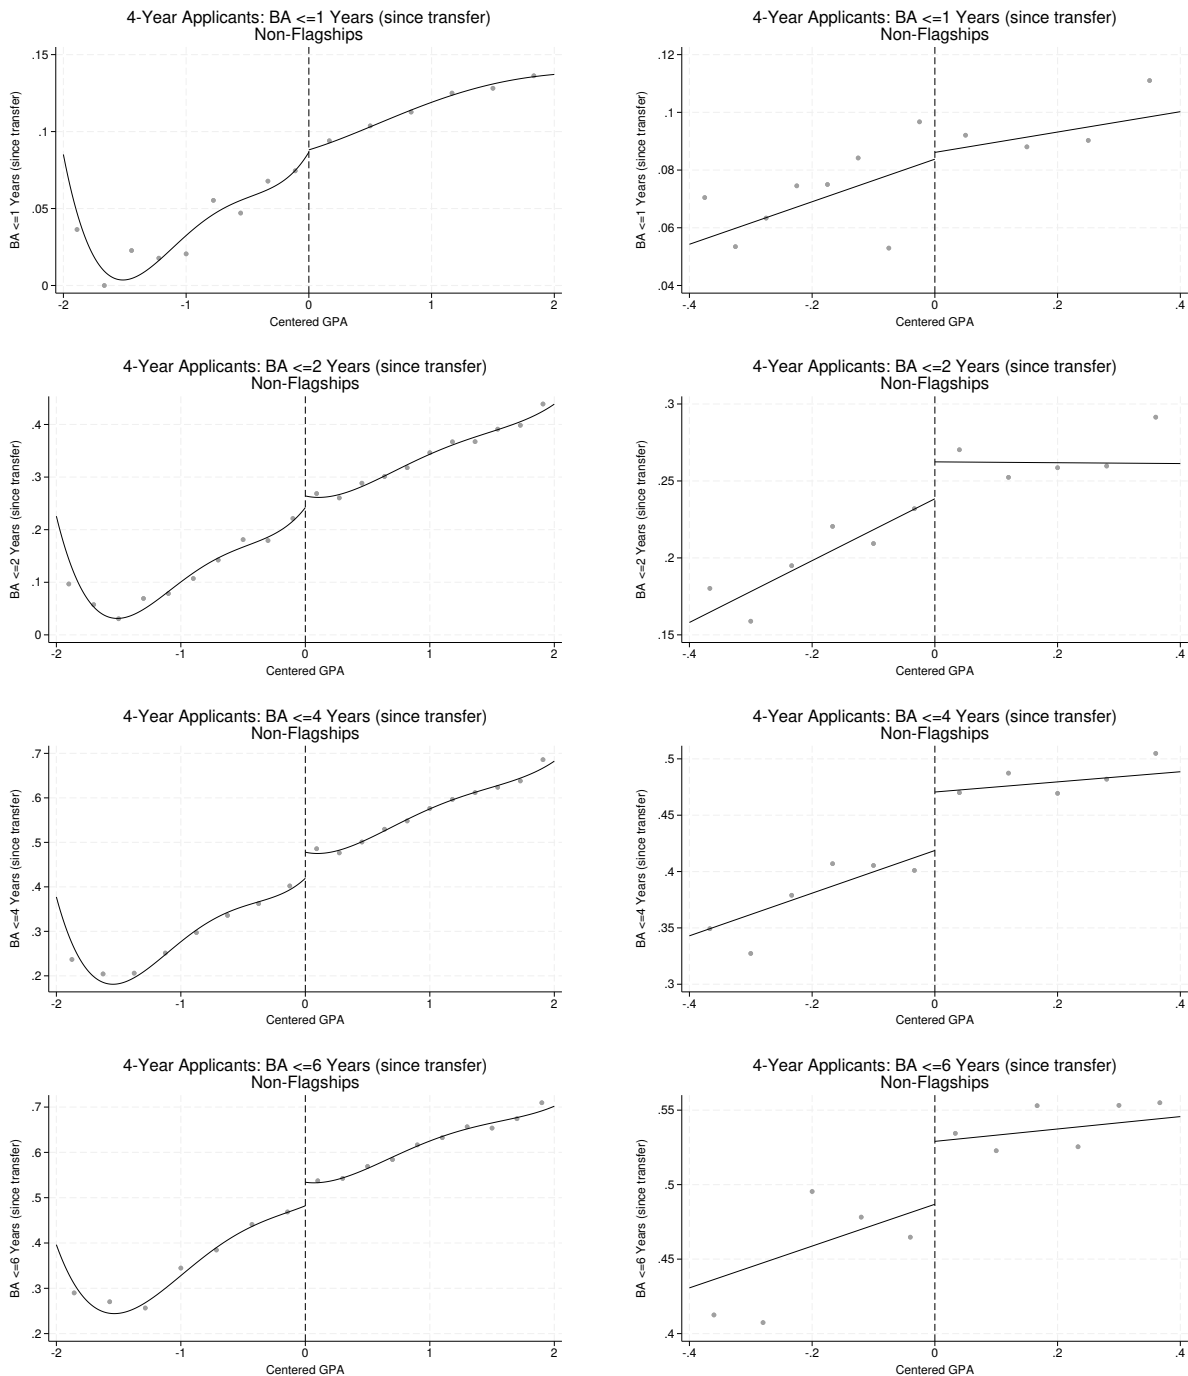 4-Year Applicants: BA <=1 Years (since transfer)
Non-Flagships
BA <=1 Years (since transfer)
.15
.1
.05
0
-2 -1 0 1 2
Centered GPA
4-Year Applicants: BA <=1 Years (since transfer)
Non-Flagships
BA <=1 Years (since transfer)
.12
.1
.08
.06
.04
-.4 -.2 0 .2 .4
Centered GPA
4-Year Applicants: BA <=2 Years (since transfer)
Non-Flagships
BA <=2 Years (since transfer)
.4
.3
.2
.1
0
-2 -1 0 1 2
Centered GPA
4-Year Applicants: BA <=2 Years (since transfer)
Non-Flagships
BA <=2 Years (since transfer)
.3
.25
.2
.15
-.4 -.2 0 .2 .4
Centered GPA
4-Year Applicants: BA <=4 Years (since transfer)
Non-Flagships
BA <=4 Years (since transfer)
.7
.6
.5
.4
.3
.2
-2 -1 0 1 2
Centered GPA
4-Year Applicants: BA <=4 Years (since transfer)
Non-Flagships
BA <=4 Years (since transfer)
.5
.45
.4
.35
.3
-.4 -.2 0 .2 .4
Centered GPA
4-Year Applicants: BA <=6 Years (since transfer)
Non-Flagships
BA <=6 Years (since transfer)
.7
.6
.5
.4
.3
.2
-2 -1 0 1 2
Centered GPA
4-Year Applicants: BA <=6 Years (since transfer)
Non-Flagships
BA <=6 Years (since transfer)
.55
.5
.45
.4
-.4 -.2 0 .2 .4
Centered GPA